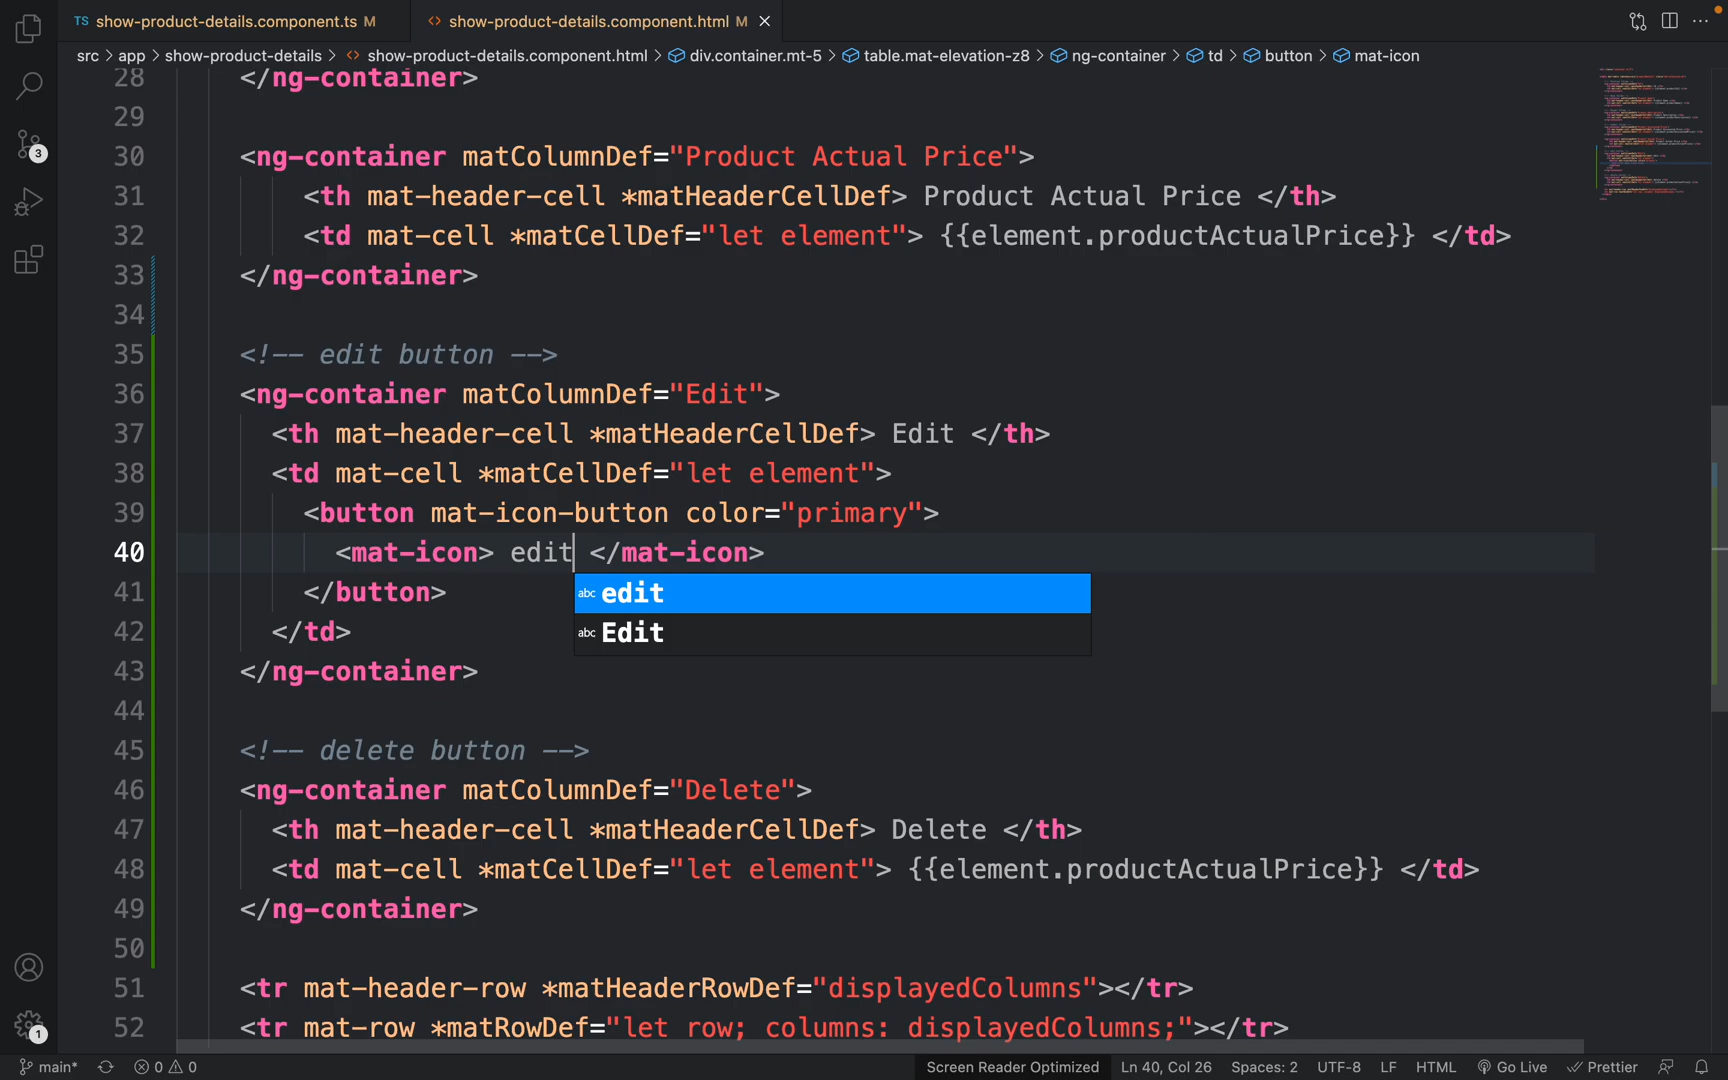 TS show-product-details.component.ts M
<> show-product-details.component.html M
src > app > show-product-details > <> show-product-details.component.html > div.container.mt-5 > table.mat-elevation-z8 > ng-container > td > button > mat-icon
28 </ng-container>
29
30 <ng-container matColumnDef="Product Actual Price">
31 <th mat-header-cell *matHeaderCellDef> Product Actual Price </th>
32 <td mat-cell *matCellDef="let element"> {{element.productActualPrice}} </td>
33 </ng-container>
34
35 <!-- edit button -->
36 <ng-container matColumnDef="Edit">
37 <th mat-header-cell *matHeaderCellDef> Edit </th>
38 <td mat-cell *matCellDef="let element">
39 <button mat-icon-button color="primary">
40 <mat-icon> edit </mat-icon>
abc edit
41 </button>
abc Edit
42 </td>
43 </ng-container>
44
45 <!-- delete button -->
46 <ng-container matColumnDef="Delete">
47 <th mat-header-cell *matHeaderCellDef> Delete </th>
48 <td mat-cell *matCellDef="let element"> {{element.productActualPrice}} </td>
49 </ng-container>
50
51 <tr mat-header-row *matHeaderRowDef="displayedColumns"></tr>
52 <tr mat-row *matRowDef="let row; columns: displayedColumns;"></tr>
3
1
main* 0 0 Screen Reader Optimized Ln 40, Col 26 Spaces: 2 UTF-8 LF HTML Go Live Prettier